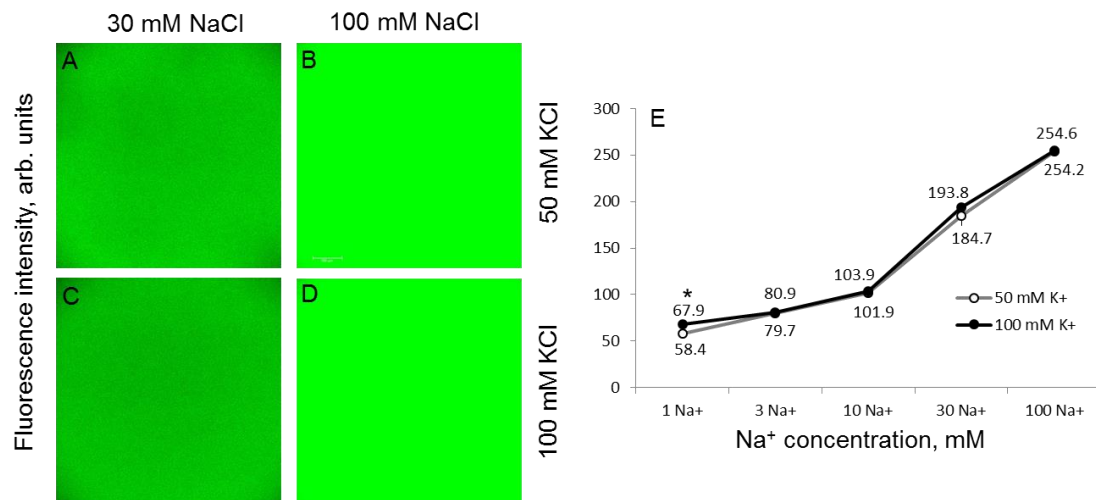 30 mM NaCl
100 mM NaCl
Fluorescence intensity, arb. units
A
B
50 mM KCl
C
D
100 mM KCl
E
300
250
200
150
100
50
0
254.6
254.2
193.8
184.7
103.9
101.9
80.9
79.7
*
67.9
58.4
50 mM K+
100 mM K+
1 Na+
3 Na+
10 Na+
30 Na+
100 Na+
Na⁺ concentration, mM